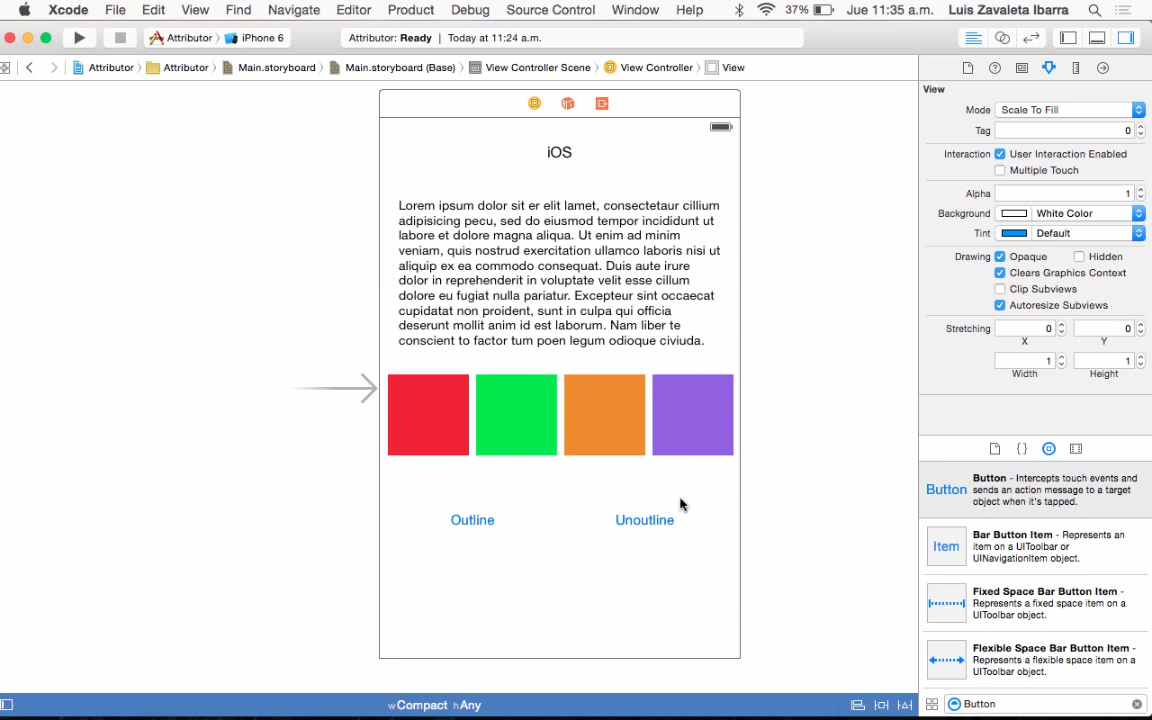 Xcode File Edit View Find Navigate Editor Product Debug Source Control Window Help 37% Jue 11:35 a.m. Luis Zavaleta Ibarra
Attributor iPhone 6 Attributor: Ready | Today at 11:24 a.m.
Attributor Attributor Main.storyboard Main.storyboard (Base) View Controller Scene View Controller View
View
Mode Scale To Fill
Tag 0
Interaction User Interaction Enabled
Multiple Touch
Alpha 1
Background White Color
Tint Default
Drawing Opaque Hidden
Clears Graphics Context
Clip Subviews
Autoresize Subviews
Stretching 0 0
X Y
1 1
Width Height
iOS
Lorem ipsum dolor sit er elit lamet, consectetaur cillium
adipisicing pecu, sed do eiusmod tempor incididunt ut
labore et dolore magna aliqua. Ut enim ad minim
veniam, quis nostrud exercitation ullamco laboris nisi ut
aliquip ex ea commodo consequat. Duis aute irure
dolor in reprehenderit in voluptate velit esse cillum
dolore eu fugiat nulla pariatur. Excepteur sint occaecat
cupidatat non proident, sunt in culpa qui officia
deserunt mollit anim id est laborum. Nam liber te
conscient to factor tum poen legum odioque civiuda.
Outline Unoutline
Button
Button - Intercepts touch events and
sends an action message to a target
object when it's tapped.
Item
Bar Button Item - Represents an
item on a UIToolbar or
UINavigationItem object.
Fixed Space Bar Button Item -
Represents a fixed space item on a
UIToolbar object.
Flexible Space Bar Button Item -
Represents a flexible space item on a
UIToolbar object.
wCompact hAny
Button